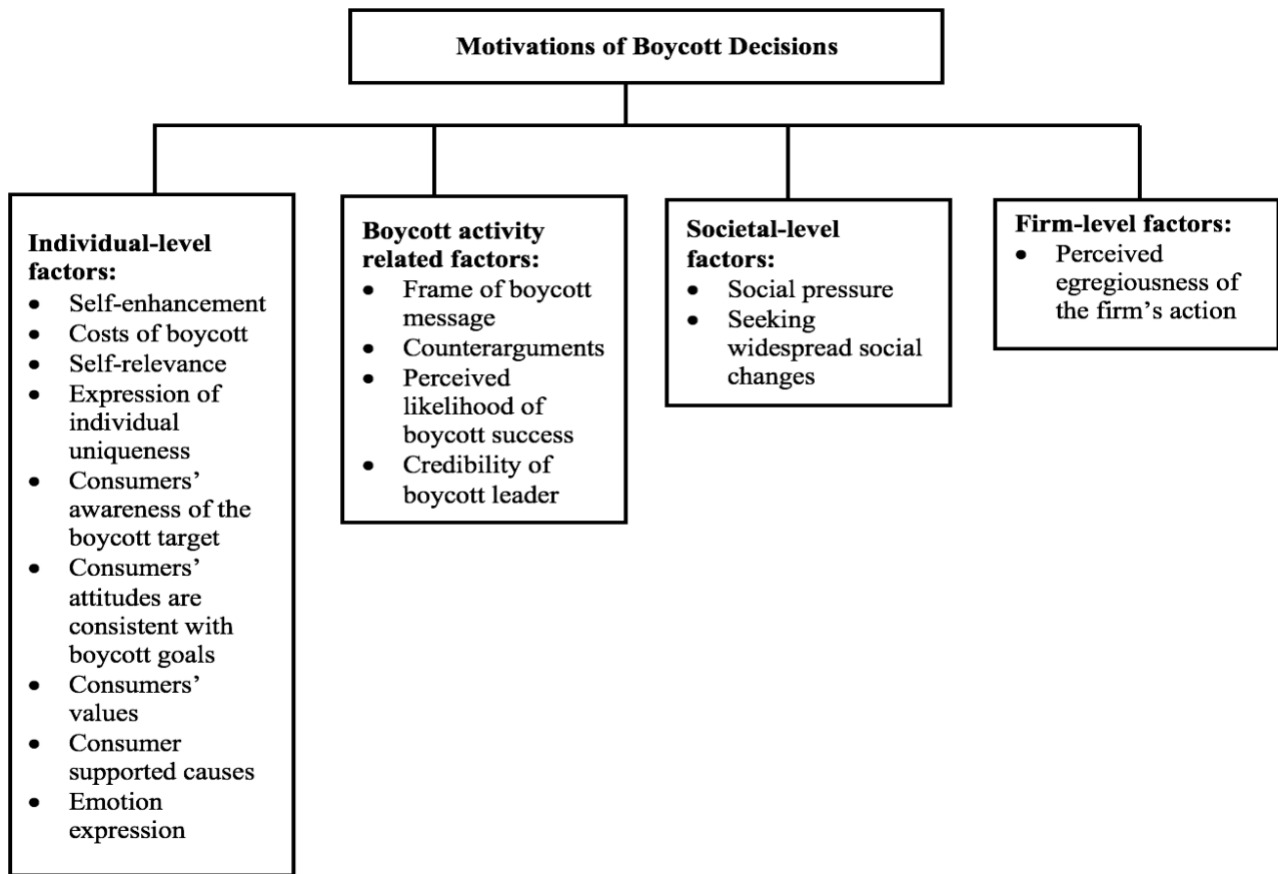 Motivations of Boycott Decisions
Individual-level
factors:
• Self-enhancement
• Costs of boycott
• Self-relevance
• Expression of
individual
uniqueness
• Consumers’
awareness of the
boycott target
• Consumers’
attitudes are
consistent with
boycott goals
• Consumers’
values
• Consumer
supported causes
• Emotion
expression
Boycott activity
related factors:
• Frame of boycott
message
• Counterarguments
• Perceived
likelihood of
boycott success
• Credibility of
boycott leader
Societal-level
factors:
• Social pressure
• Seeking
widespread social
changes
Firm-level factors:
• Perceived
egregiousness of
the firm’s action